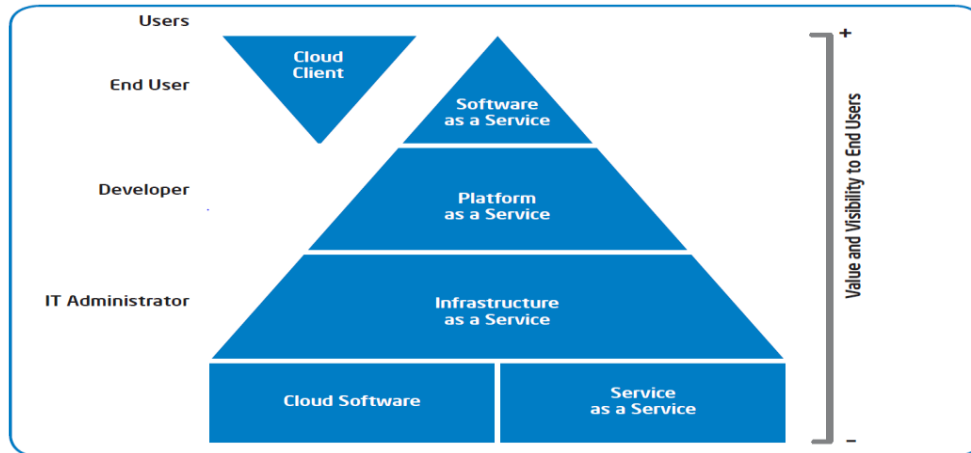 Users
Cloud
Client
+
End User
Software
as a Service
Developer
Platform
as a Service
IT Administrator
Infrastructure
as a Service
Cloud Software
Service
as a Service
–
Value and Visibility to End Users